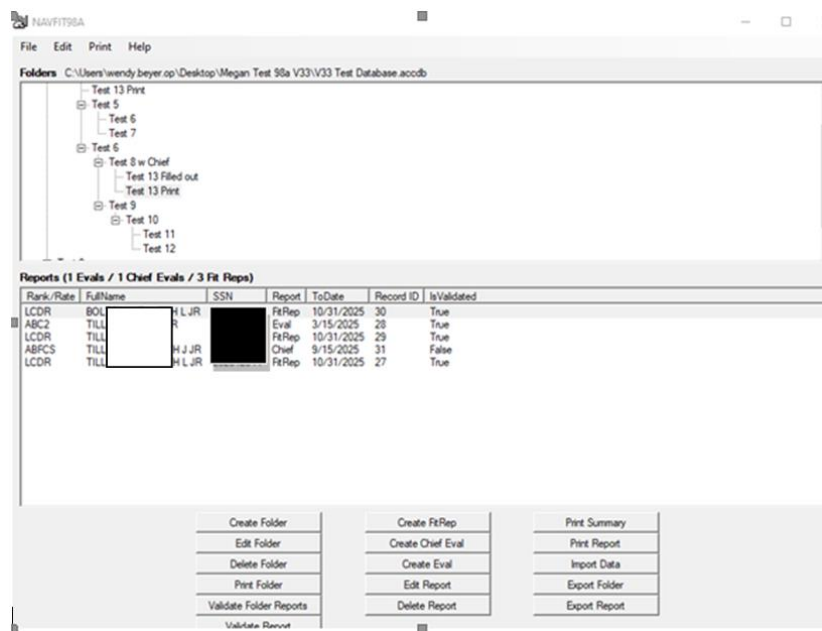 NAVFIT98A
File Edit Print Help
Folders C:\Users\wendy.beyer.op\Desktop\Megan Test 98a V33\V33 Test Database.accdb
Test 13 Print
Test 5
Test 6
Test 7
Test 6
Test 8 w Chief
Test 13 Filled out
Test 13 Print
Test 9
Test 10
Test 11
Test 12
Reports (1 Evals / 1 Chief Evals / 3 Fit Reps)
Rank/Rate FullName SSN Report ToDate Record ID IsValidated
LCDR BOL H L JR FitRep 10/31/2025 30 True
ABC2 TILL R Eval 3/15/2025 28 True
LCDR TILL FitRep 10/31/2025 29 True
ABFCS TILL H J JR Chief 9/15/2025 31 False
LCDR TILL H L JR FitRep 10/31/2025 27 True
Create Folder Create FitRep Print Summary
Edit Folder Create Chief Eval Print Report
Delete Folder Create Eval Import Data
Print Folder Edit Report Export Folder
Validate Folder Reports Delete Report Export Report
Validate Report